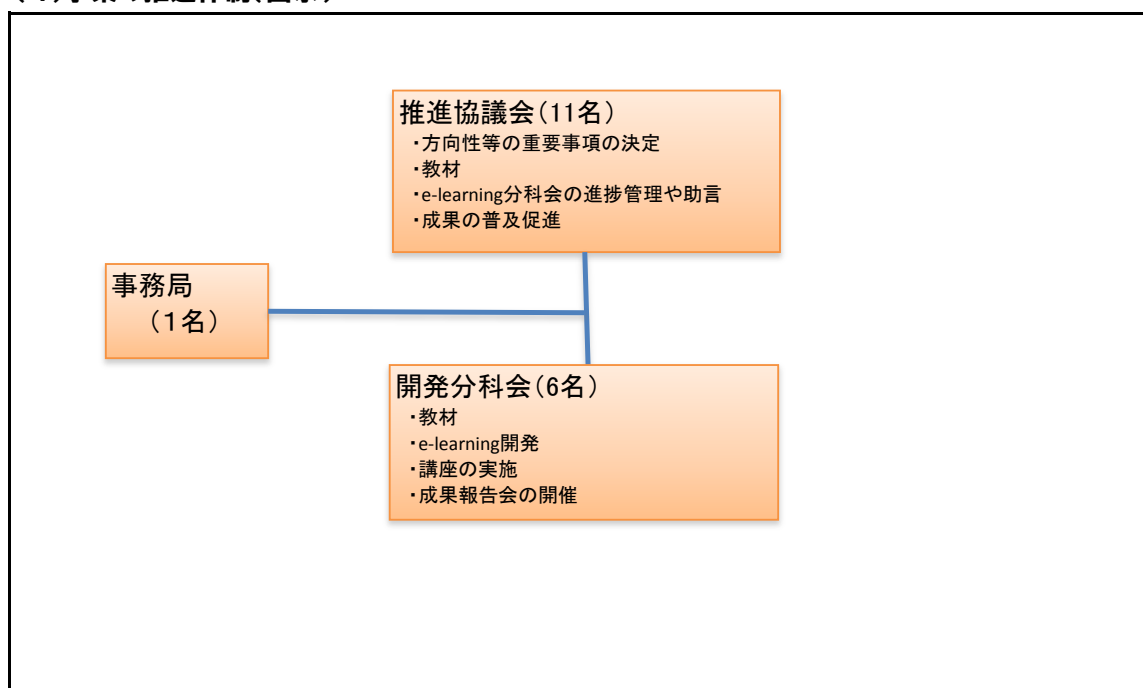 推進協議会（11名）
・方向性等の重要事項の決定
・教材
・e-learning分科会の進捗管理や助言
・成果の普及促進
事務局
（１名）
開発分科会（6名）
・教材
・e-learning開発
・講座の実施
・成果報告会の開催